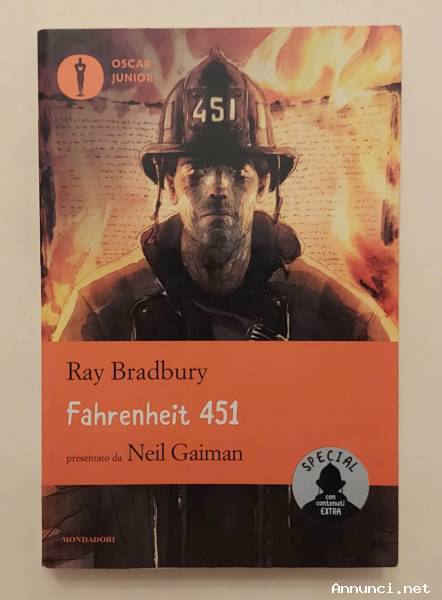 OSCAR
JUNIOR
451
Ray Bradbury
Fahrenheit 451
presentato da Neil Gaiman
SPECIAL
con
contenuti
EXTRA
MONDADORI
Annunci.net